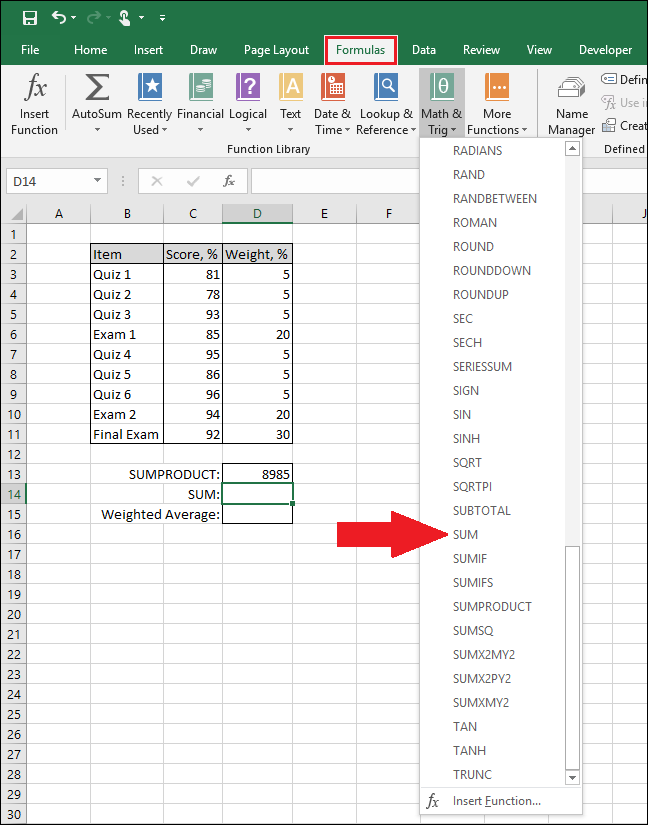 File Home Insert Draw Page Layout Formulas Data Review View Developer
fx Σ ? A θ
Insert Function AutoSum Recently Used Financial Logical Text Date & Time Lookup & Reference Math & Trig More Functions Name Manager
Defin
Use in
Creat
Function Library Defined
D14 fx
A B C D E F J
1
2 Item Score, % Weight, %
3 Quiz 1 81 5
4 Quiz 2 78 5
5 Quiz 3 93 5
6 Exam 1 85 20
7 Quiz 4 95 5
8 Quiz 5 86 5
9 Quiz 6 96 5
10 Exam 2 94 20
11 Final Exam 92 30
12
13 SUMPRODUCT: 8985
14 SUM:
15 Weighted Average:
16
17
18
19
20
21
22
23
24
25
26
27
28
29
30
RADIANS
RAND
RANDBETWEEN
ROMAN
ROUND
ROUNDDOWN
ROUNDUP
SEC
SECH
SERIESSUM
SIGN
SIN
SINH
SQRT
SQRTPI
SUBTOTAL
SUM
SUMIF
SUMIFS
SUMPRODUCT
SUMSQ
SUMX2MY2
SUMX2PY2
SUMXMY2
TAN
TANH
TRUNC
fx Insert Function...